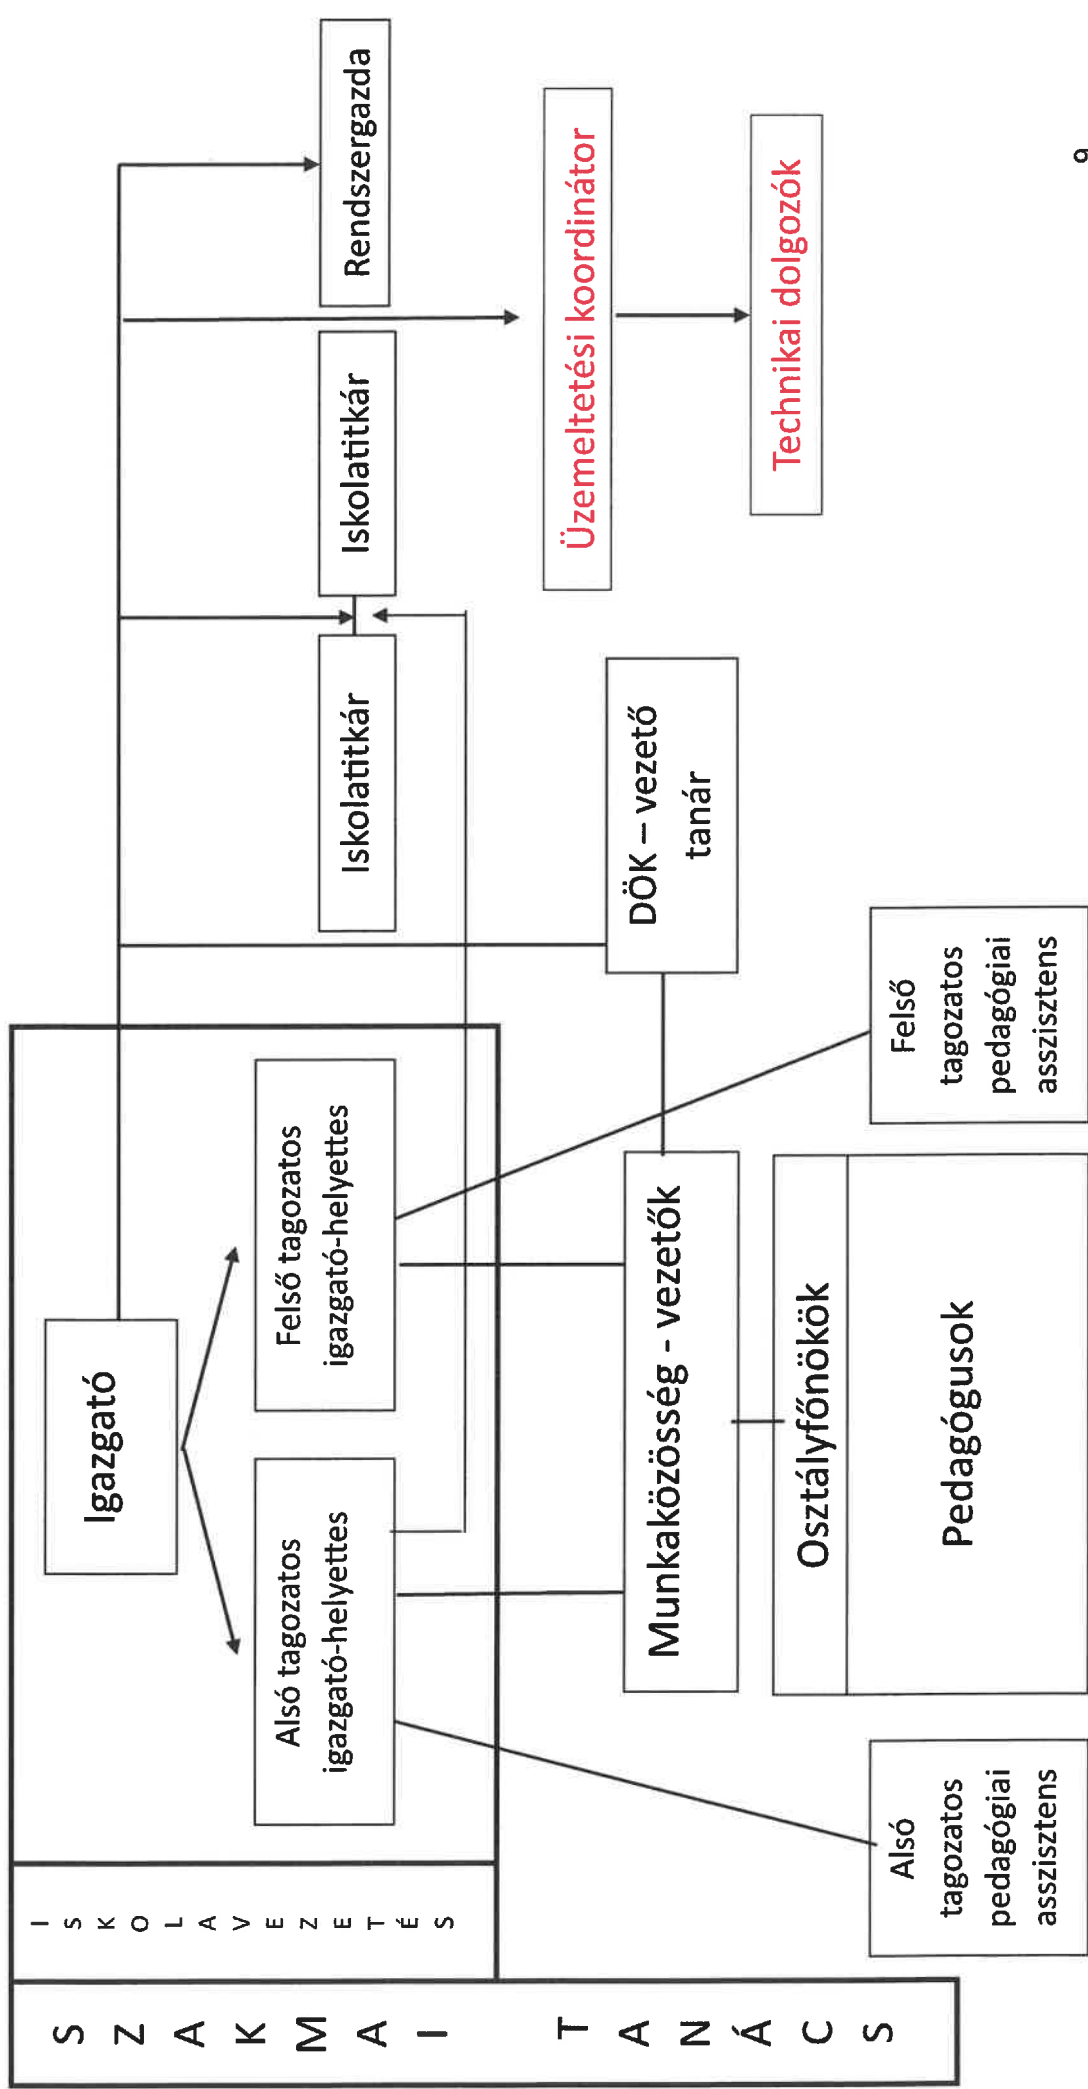 SZAKMAI TANÁCS
ISKOLAVEZETÉS
Igazgató
Alsó tagozatos
igazgató-helyettes
Felső tagozatos
igazgató-helyettes
Iskolatitkár
Iskolatitkár
Rendszergazda
Üzemeltetési koordinátor
Technikai dolgozók
DÖK – vezető
tanár
Munkaközösség - vezetők
Osztályfőnökök
Pedagógusok
Alsó
tagozatos
pedagógiai
asszisztens
Felső
tagozatos
pedagógiai
asszisztens